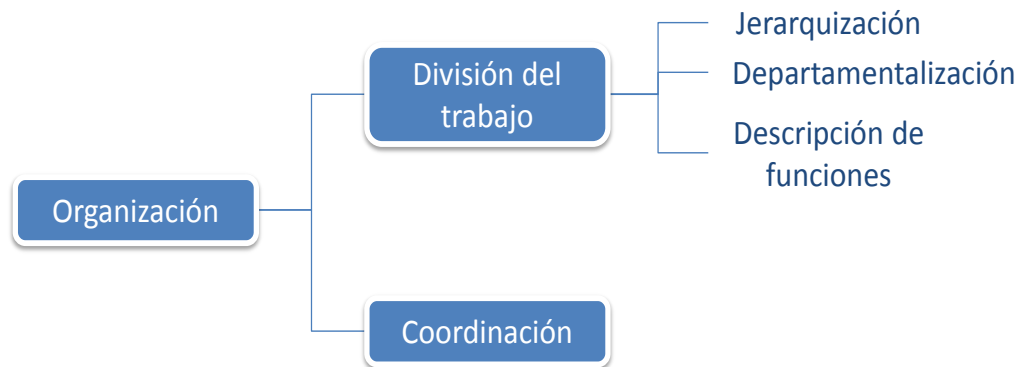 Jerarquización
División del
trabajo
Departamentalización
Descripción de
funciones
Organización
Coordinación